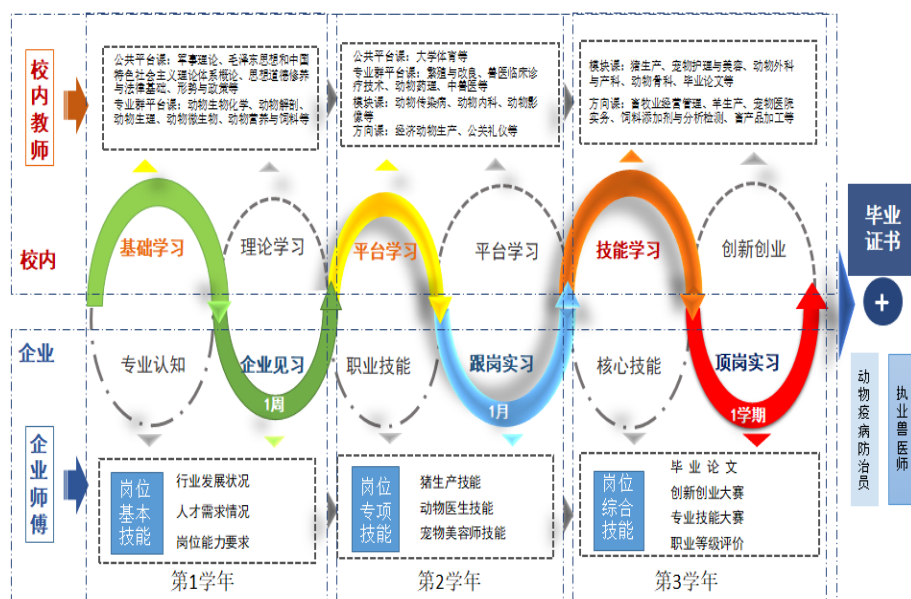 校内教师
公共平台课：军事理论、毛泽东思想和中国
特色社会主义理论体系概论、思想道德修养
与法律基础、形势与政策等
专业群平台课：动物生物化学、动物解剖、
动物生理、动物微生物、动物营养与饲料等
公共平台课：大学体育等
专业群平台课：繁殖与改良、兽医临床诊
疗技术、动物药理、中兽医等
模块课：动物传染病、动物内科、动物影
像等
方向课：经济动物生产、公关礼仪等
模块课：猪生产、宠物护理与美容、动物外科
与产科、动物骨科、毕业论文等
方向课：畜牧业经营管理、羊生产、宠物医院
实务、饲料添加剂与分析检测、畜产品加工等
校内
基础学习
理论学习
平台学习
平台学习
技能学习
创新创业
毕业
证书
+
企业
专业认知
企业见习
1周
职业技能
跟岗实习
1月
核心技能
顶岗实习
1学期
动物疫病防治员
执业兽医师
企业师傅
岗位
基本
技能
行业发展状况
人才需求情况
岗位能力要求
岗位
专项
技能
猪生产技能
动物医生技能
宠物美容师技能
岗位
综合
技能
毕业论文
创新创业大赛
专业技能大赛
职业等级评价
第1学年
第2学年
第3学年